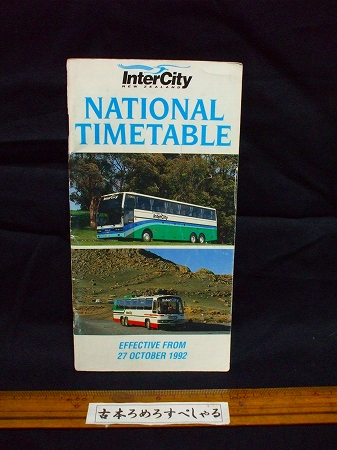 InterCity
NEW ZEALAND
NATIONAL
TIMETABLE
EFFECTIVE FROM
27 OCTOBER 1992
古本ろめろすぺしゃる